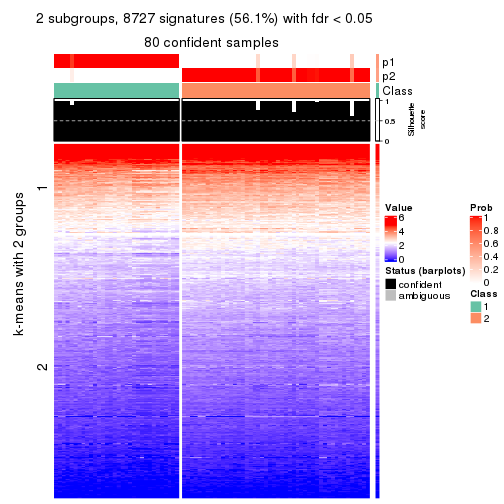 2 subgroups, 8727 signatures (56.1%) with fdr < 0.05
80 confident samples
p1
p2
Class
1
0.5
0
Silhouette
score
k-means with 2 groups
1
2
Value
6
4
2
0
Status (barplots)
confident
ambiguous
Prob
1
0.8
0.6
0.4
0.2
0
Class
1
2